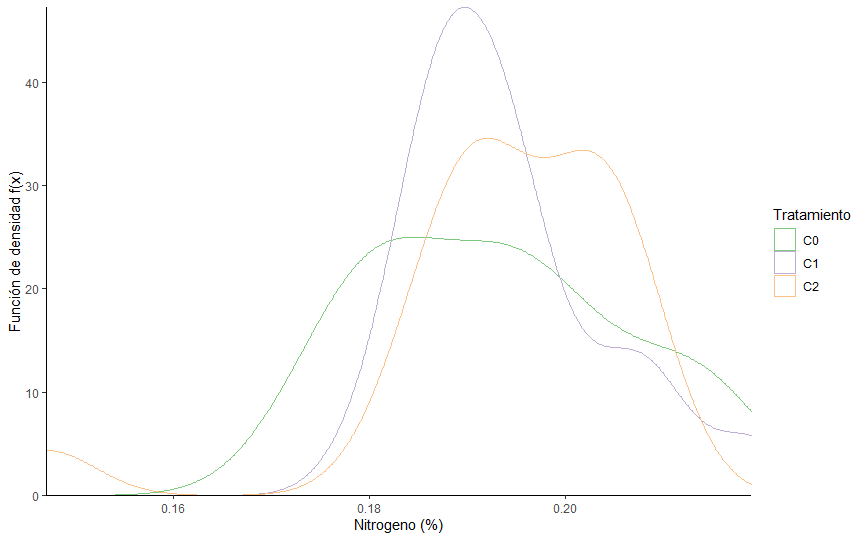 Función de densidad f(x)
40
30
20
10
0
0.16
0.18
0.20
Nitrogeno (%)
Tratamiento
C0
C1
C2